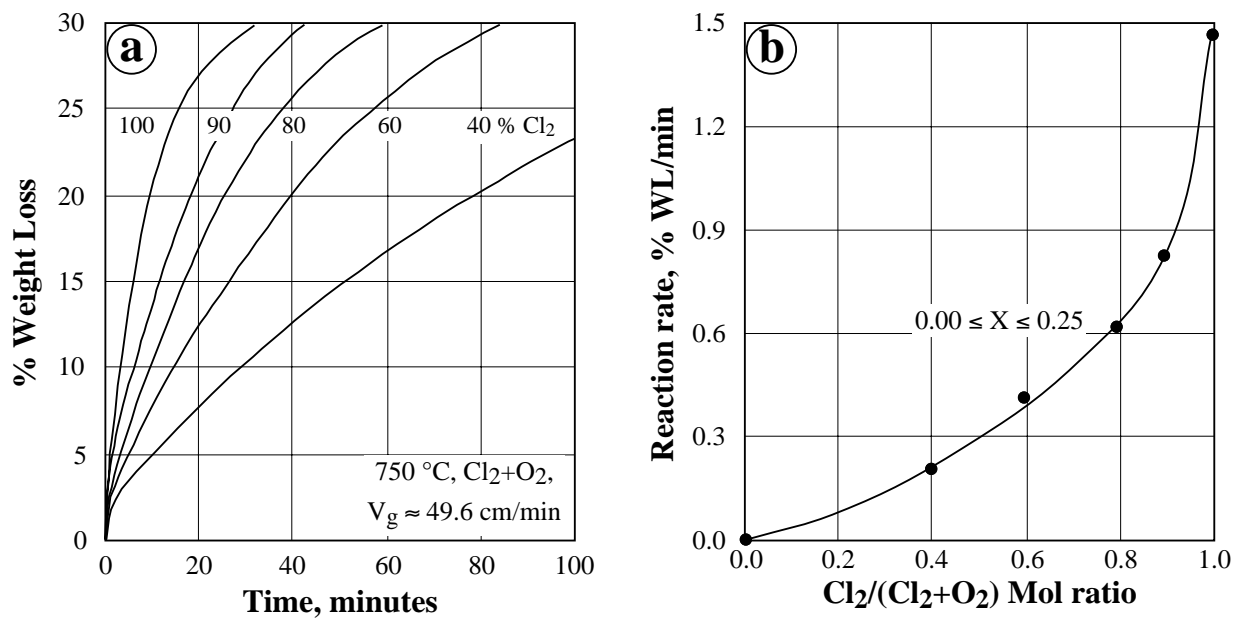 a
30
25
20
15
10
5
0
% Weight Loss
100 90 80 60 40 % Cl₂
750 °C, Cl₂+O₂,
V_g ≈ 49.6 cm/min
0 20 40 60 80 100
Time, minutes
b
1.5
1.2
0.9
0.6
0.3
0.0
Reaction rate, % WL/min
0.00 ≤ X ≤ 0.25
0.0 0.2 0.4 0.6 0.8 1.0
Cl₂/(Cl₂+O₂) Mol ratio